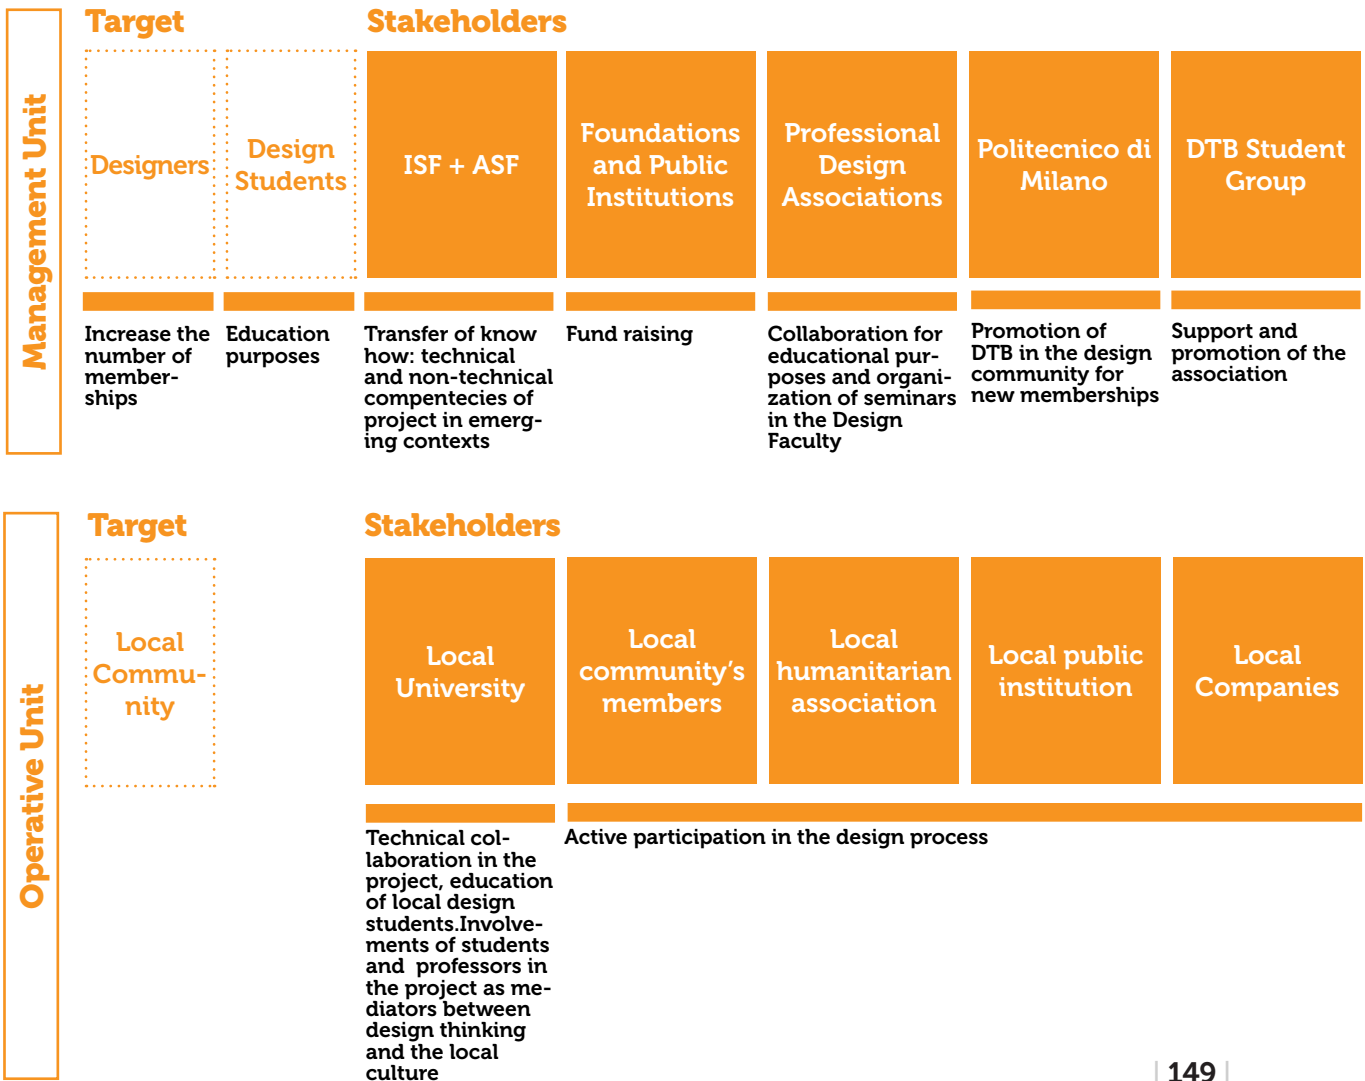 Management Unit
Target
Stakeholders
Designers
Design
Students
ISF + ASF
Foundations
and Public
Institutions
Professional
Design
Associations
Politecnico di
Milano
DTB Student
Group
Increase the
number of
member-
ships
Education
purposes
Transfer of know
how: technical
and non-technical
compentecies of
project in emerg-
ing contexts
Fund raising
Collaboration for
educational pur-
poses and organi-
zation of seminars
in the Design
Faculty
Promotion of
DTB in the design
community for
new memberships
Support and
promotion of the
association
Operative Unit
Target
Stakeholders
Local
Commu-
nity
Local
University
Local
community’s
members
Local
humanitarian
association
Local public
institution
Local
Companies
Technical col-
laboration in the
project, education
of local design
students.Involve-
ments of students
and  professors in
the project as me-
diators between
design thinking
and the local
culture
Active participation in the design process
| 149 |